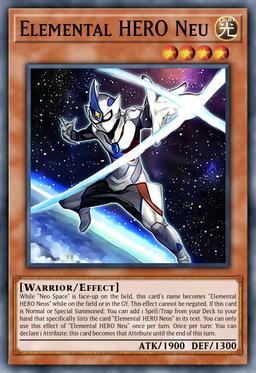 Elemental HERO Neu
光
[Warrior/Effect]
While "Neo Space" is face-up on the field, this card's name becomes "Elemental
HERO Neos" while on the field or in the GY. This effect cannot be negated. If this card
is Normal or Special Summoned: You can add 1 Spell/Trap from your Deck to your
hand that specifically lists the card "Elemental HERO Neos" in its text. You can only
use this effect of "Elemental HERO Neu" once per turn. Once per turn: You can
declare 1 Attribute; this card becomes that Attribute until the end of this turn.
ATK/1900 DEF/1300